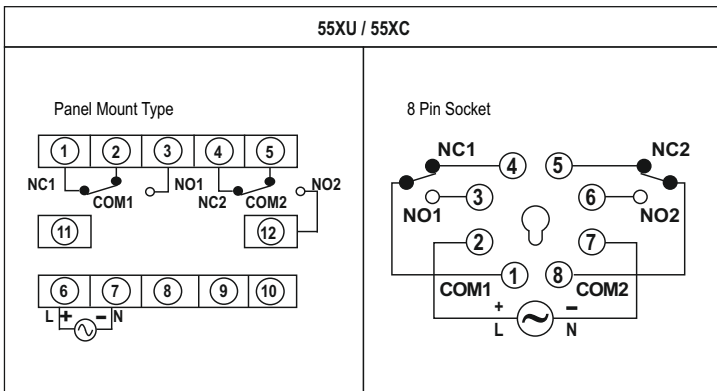 55XU / 55XC
Panel Mount Type
1 2 3 4 5
NC1 COM1 NO1 NC2 COM2 NO2
11 12
6 7 8 9 10
L + − N
8 Pin Socket
NC1 4 5 NC2
NO1 3 6 NO2
2 7
COM1 1 8 COM2
+ −
L N